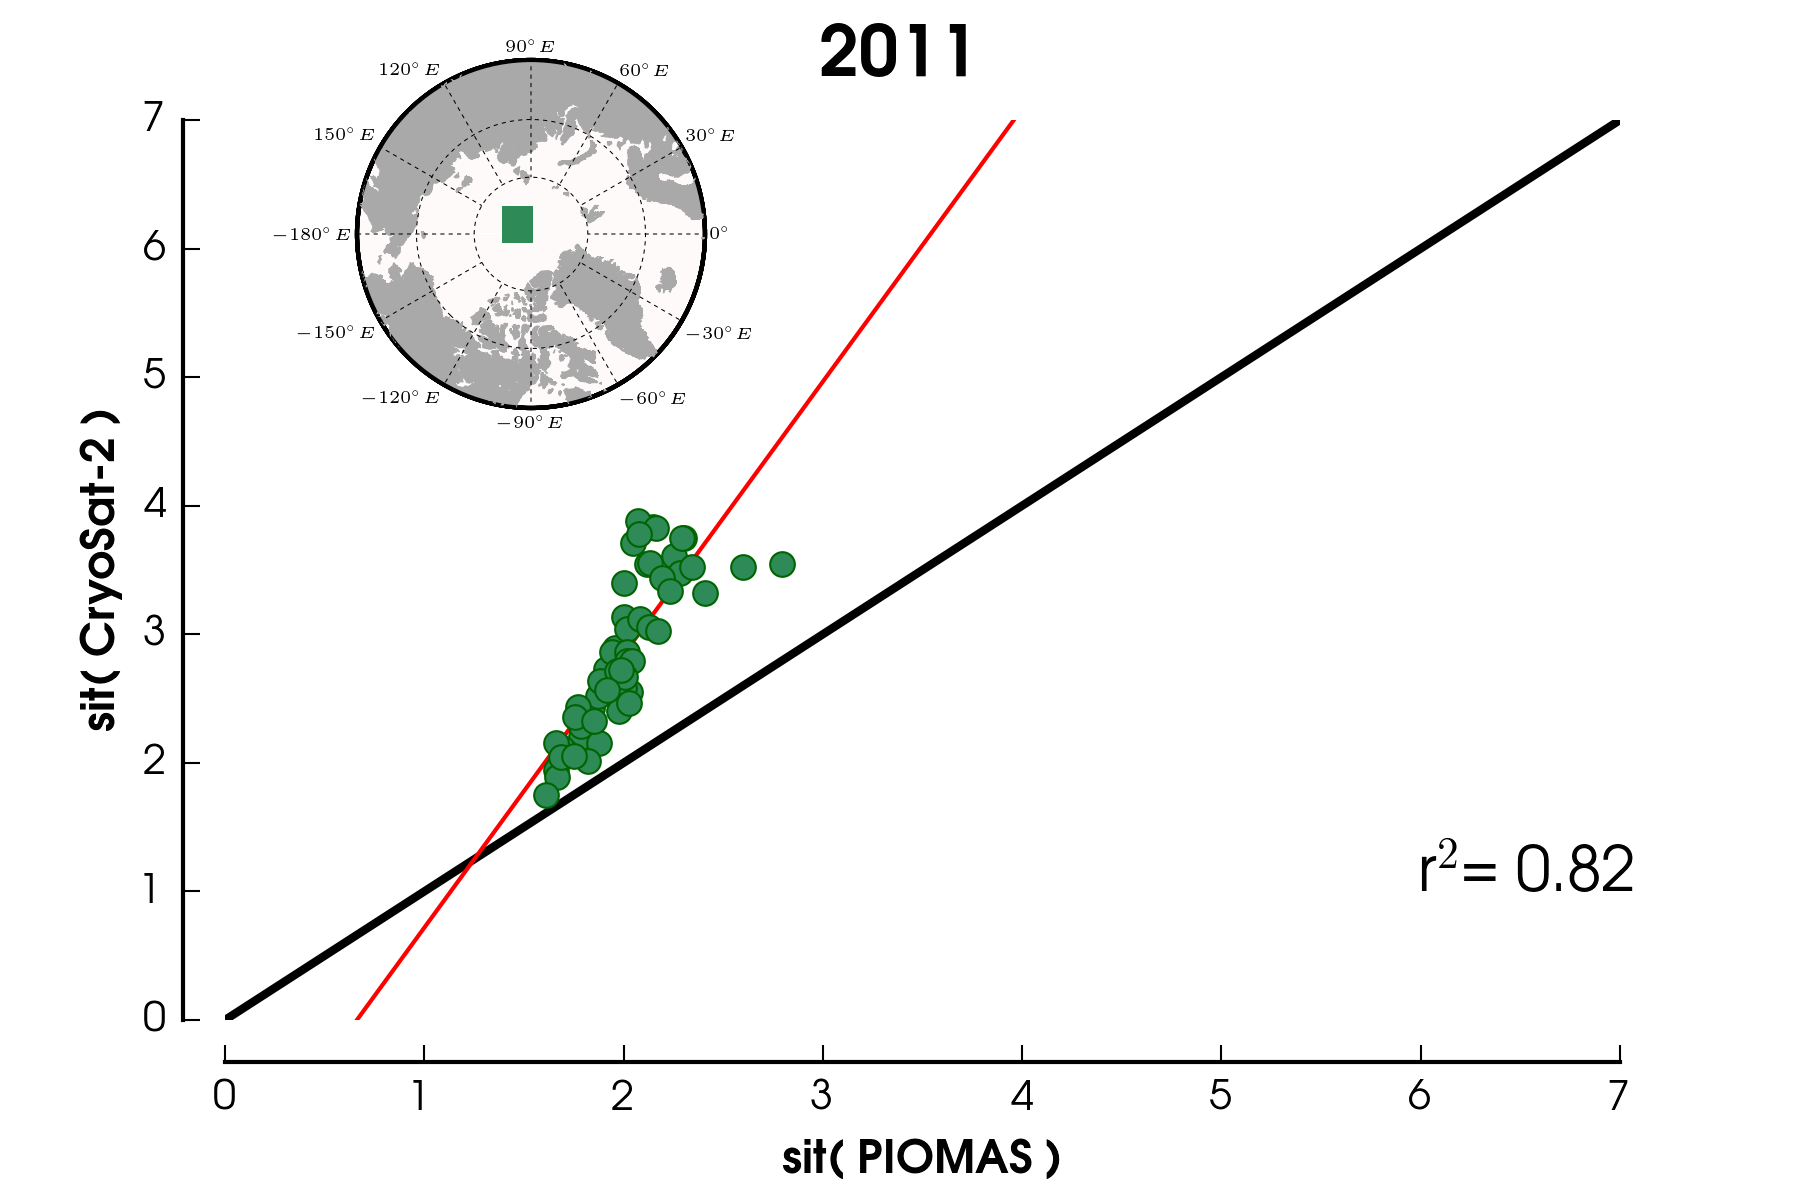 2011
90° E
120° E
60° E
150° E
30° E
−180° E
0°
−150° E
−30° E
−120° E
−60° E
−90° E
7
6
5
4
3
2
1
0
sit( CryoSat-2 )
r²= 0.82
0 1 2 3 4 5 6 7
sit( PIOMAS )